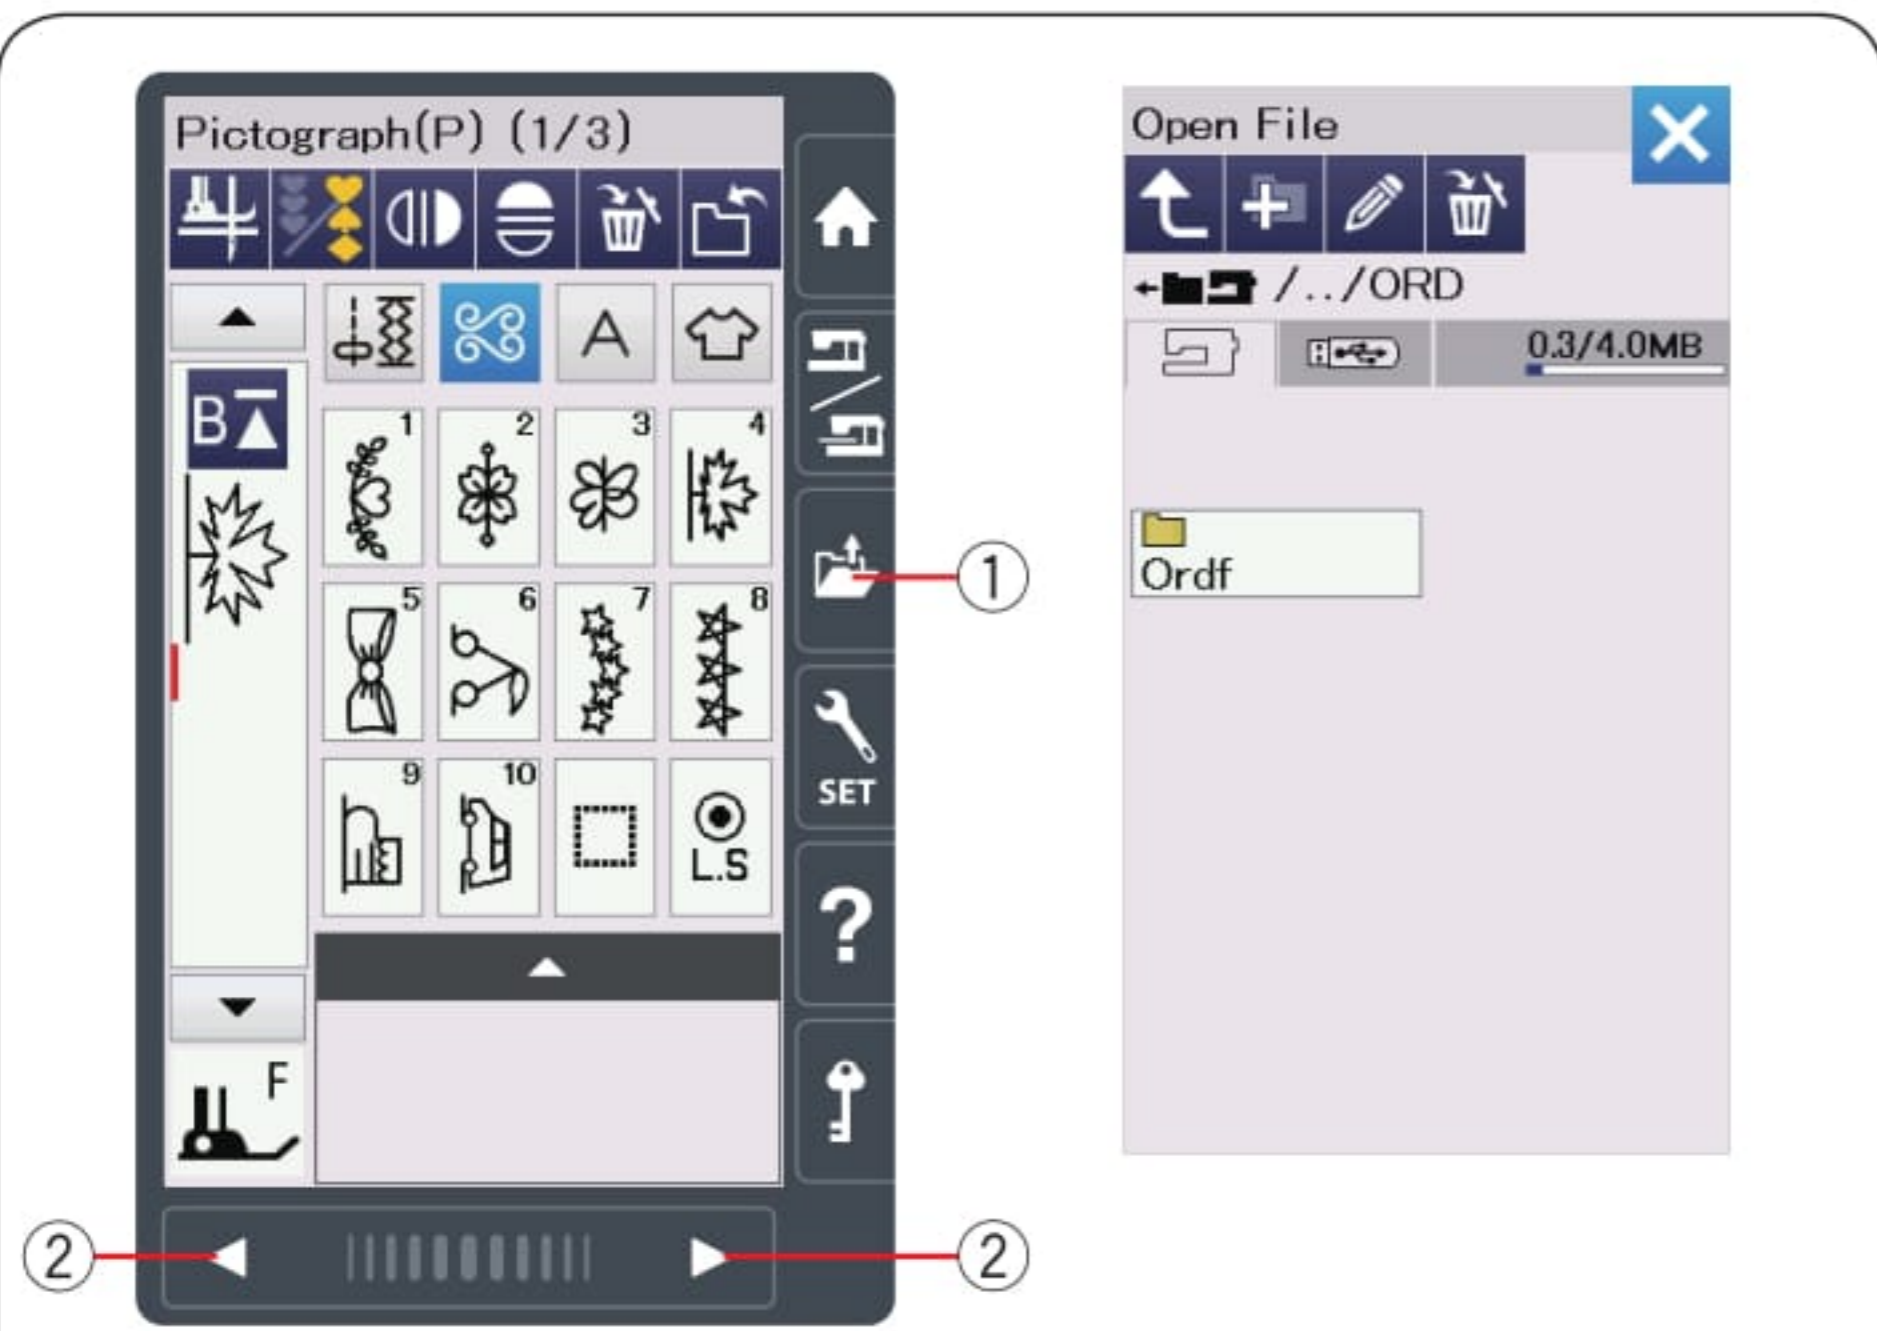 Pictograph(P) (1/3)
A
B
1
2
3
4
5
6
7
8
9
10
L.S
F
SET
?
①
②
②
Open File
/../ORD
0.3/4.0MB
Ordf